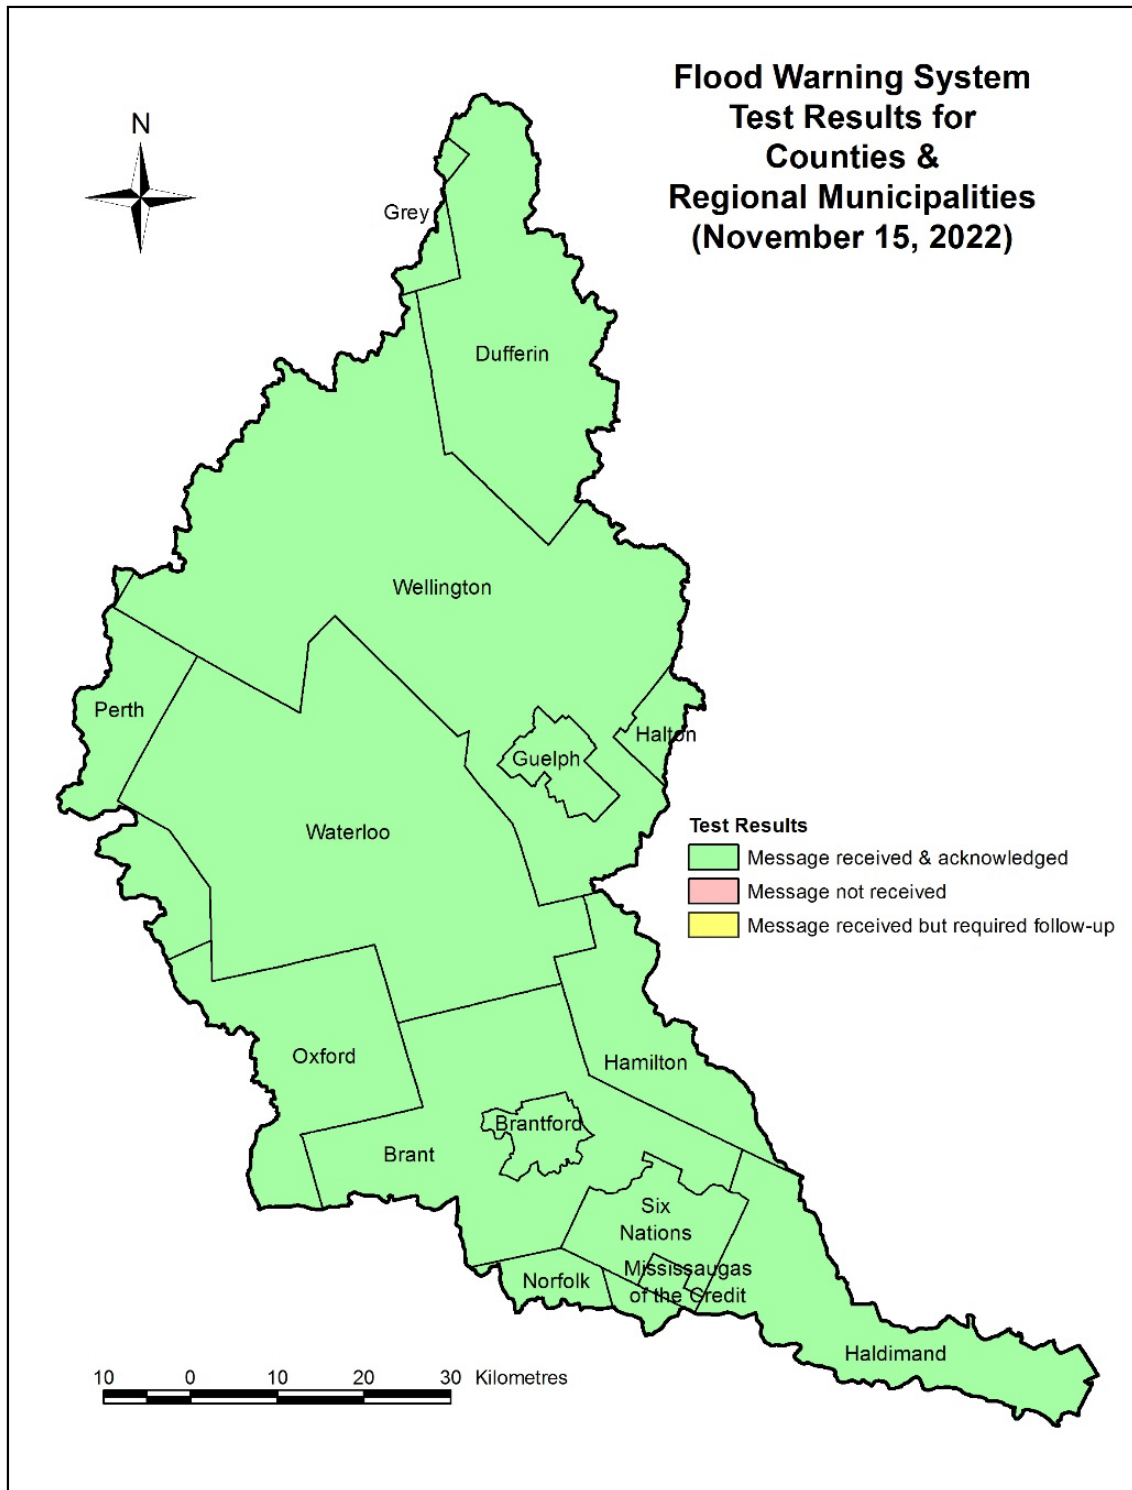 Flood Warning System
Test Results for
Counties &
Regional Municipalities
(November 15, 2022)
N
Grey
Dufferin
Wellington
Perth
Halton
Guelph
Waterloo
Test Results
Message received & acknowledged
Message not received
Message received but required follow-up
Oxford
Hamilton
Brantford
Brant
Six
Nations
Mississaugas
of the Credit
Norfolk
Haldimand
10 0 10 20 30 Kilometres